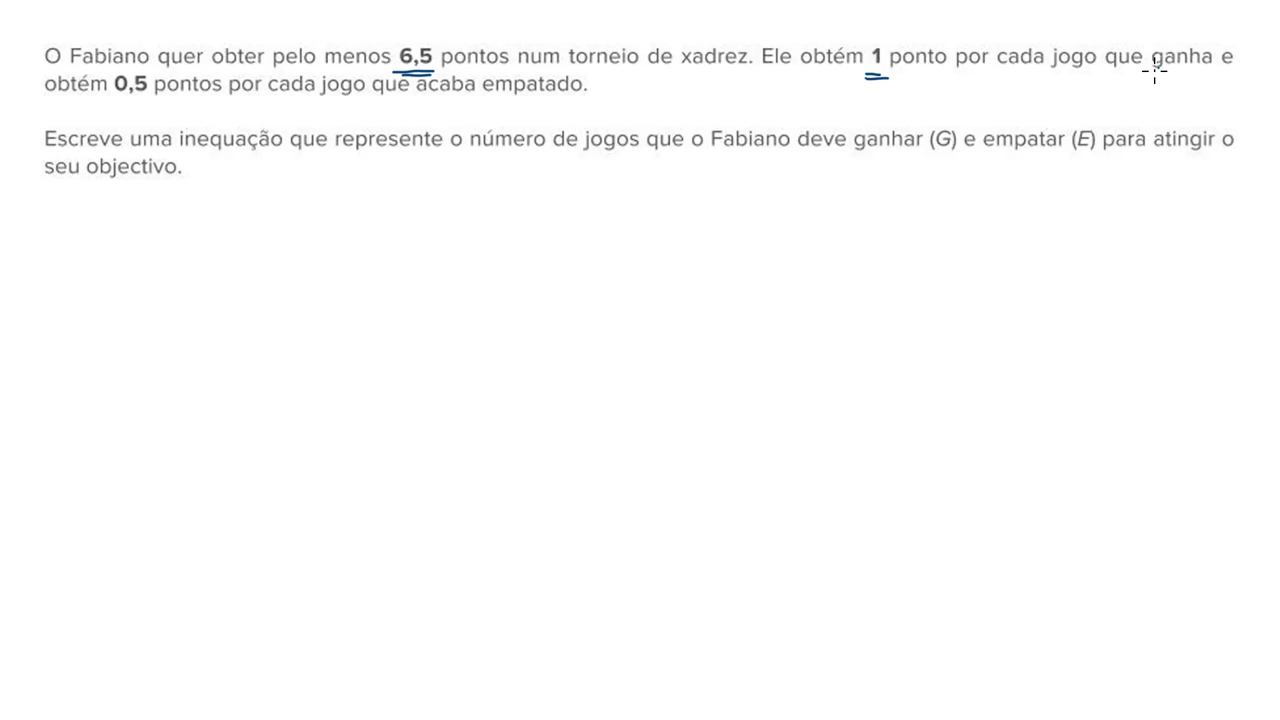 O Fabiano quer obter pelo menos 6,5 pontos num torneio de xadrez. Ele obtém 1 ponto por cada jogo que ganha e
obtém 0,5 pontos por cada jogo que acaba empatado.
Escreve uma inequação que represente o número de jogos que o Fabiano deve ganhar (G) e empatar (E) para atingir o
seu objectivo.